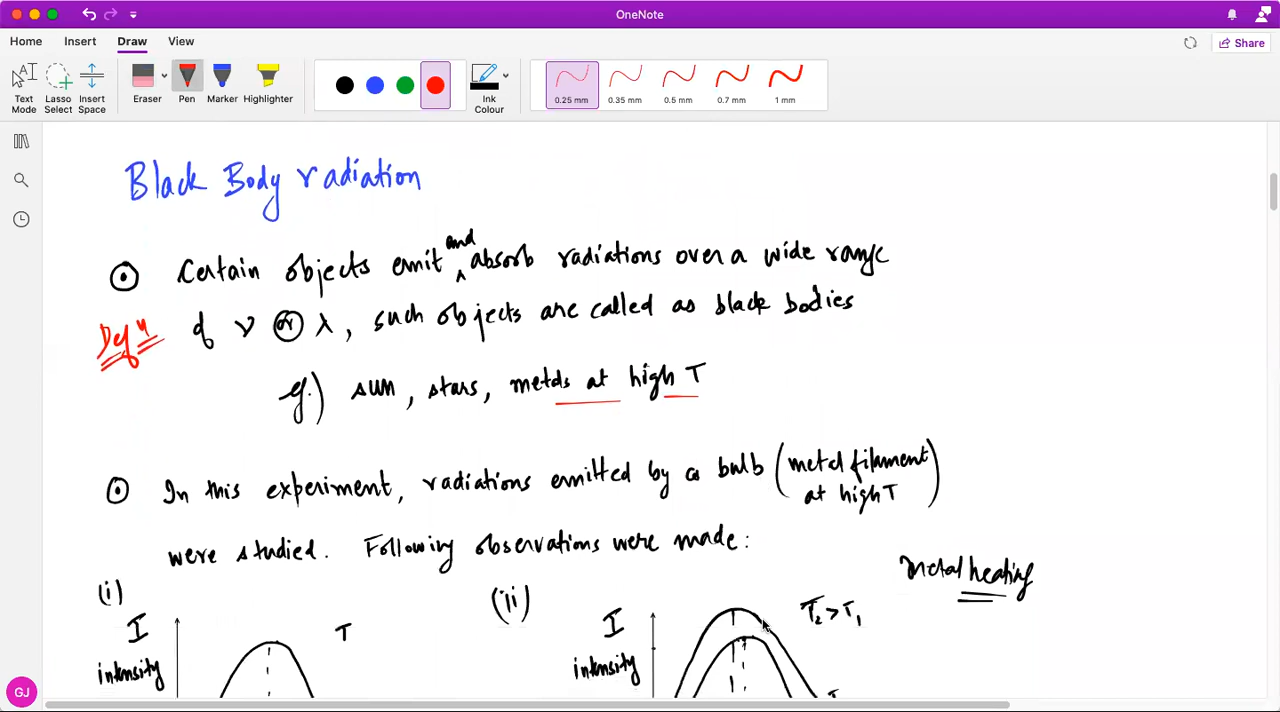 OneNote
Home Insert Draw View
Share
Text Mode
Lasso Select
Insert Space
Eraser
Pen
Marker
Highlighter
Ink Colour
0.25 mm
0.35 mm
0.5 mm
0.7 mm
1 mm
Black Body radiation
Certain objects emit and absorb radiations over a wide range
Defn of ν or λ, such objects are called as black bodies
eg.) sun, stars, metals at high T
In this experiment, radiations emitted by a bulb (metal filament at high T)
were studied. Following observations were made:
metal heating
(i)
I
intensity
T
(ii)
I
intensity
T₂ > T₁
GJ